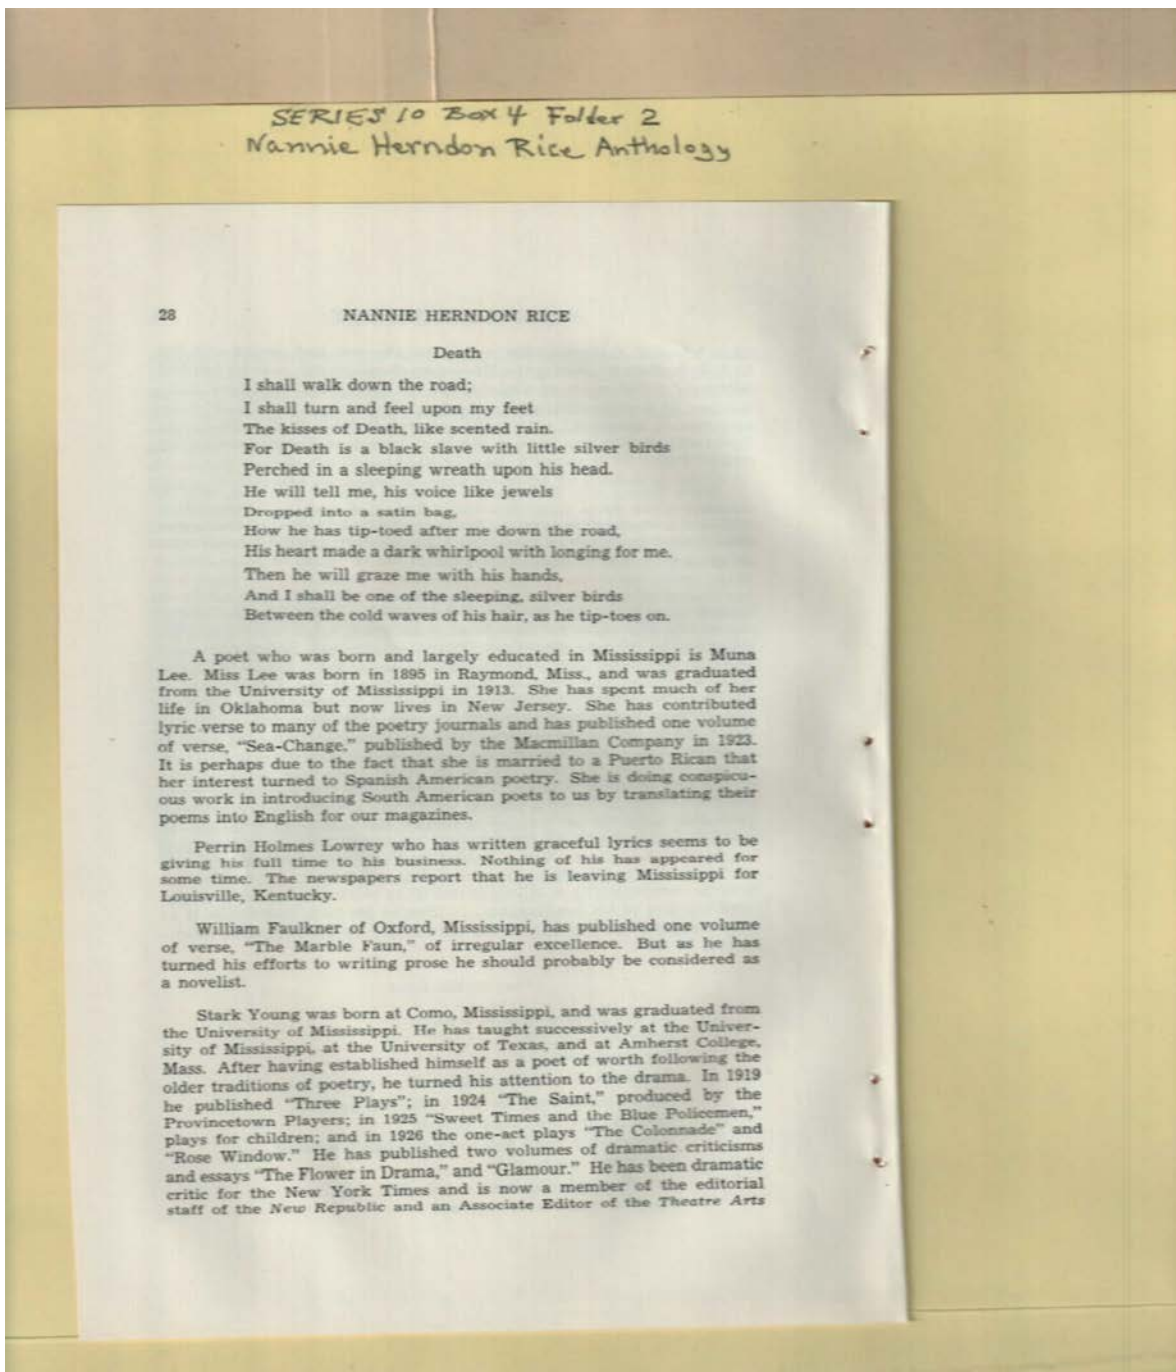 SERIES 10 Box 4 Folder 2
Nannie Herndon Rice Anthology
28 NANNIE HERNDON RICE
Death
I shall walk down the road;
I shall turn and feel upon my feet
The kisses of Death, like scented rain.
For Death is a black slave with little silver birds
Perched in a sleeping wreath upon his head.
He will tell me, his voice like jewels
Dropped into a satin bag,
How he has tip-toed after me down the road,
His heart made a dark whirlpool with longing for me.
Then he will graze me with his hands,
And I shall be one of the sleeping, silver birds
Between the cold waves of his hair, as he tip-toes on.
A poet who was born and largely educated in Mississippi is Muna
Lee. Miss Lee was born in 1895 in Raymond, Miss., and was graduated
from the University of Mississippi in 1913. She has spent much of her
life in Oklahoma but now lives in New Jersey. She has contributed
lyric verse to many of the poetry journals and has published one volume
of verse, "Sea-Change," published by the Macmillan Company in 1923.
It is perhaps due to the fact that she is married to a Puerto Rican that
her interest turned to Spanish American poetry. She is doing conspicu-
ous work in introducing South American poets to us by translating their
poems into English for our magazines.
Perrin Holmes Lowrey who has written graceful lyrics seems to be
giving his full time to his business. Nothing of his has appeared for
some time. The newspapers report that he is leaving Mississippi for
Louisville, Kentucky.
William Faulkner of Oxford, Mississippi, has published one volume
of verse, "The Marble Faun," of irregular excellence. But as he has
turned his efforts to writing prose he should probably be considered as
a novelist.
Stark Young was born at Como, Mississippi, and was graduated from
the University of Mississippi. He has taught successively at the Univer-
sity of Mississippi, at the University of Texas, and at Amherst College,
Mass. After having established himself as a poet of worth following the
older traditions of poetry, he turned his attention to the drama. In 1919
he published "Three Plays"; in 1924 "The Saint," produced by the
Provincetown Players; in 1925 "Sweet Times and the Blue Policemen,"
plays for children; and in 1926 the one-act plays "The Colonnade" and
"Rose Window." He has published two volumes of dramatic criticisms
and essays "The Flower in Drama," and "Glamour." He has been dramatic
critic for the New York Times and is now a member of the editorial
staff of the New Republic and an Associate Editor of the Theatre Arts